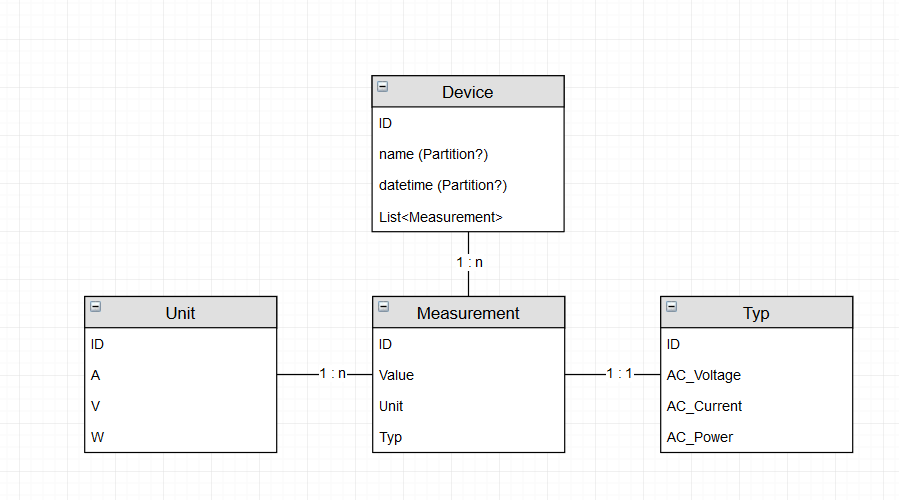 Device
ID
name (Partition?)
datetime (Partition?)
List<Measurement>
1 : n
Unit
ID
A
V
W
1 : n
Measurement
ID
Value
Unit
Typ
1 : 1
Typ
ID
AC_Voltage
AC_Current
AC_Power